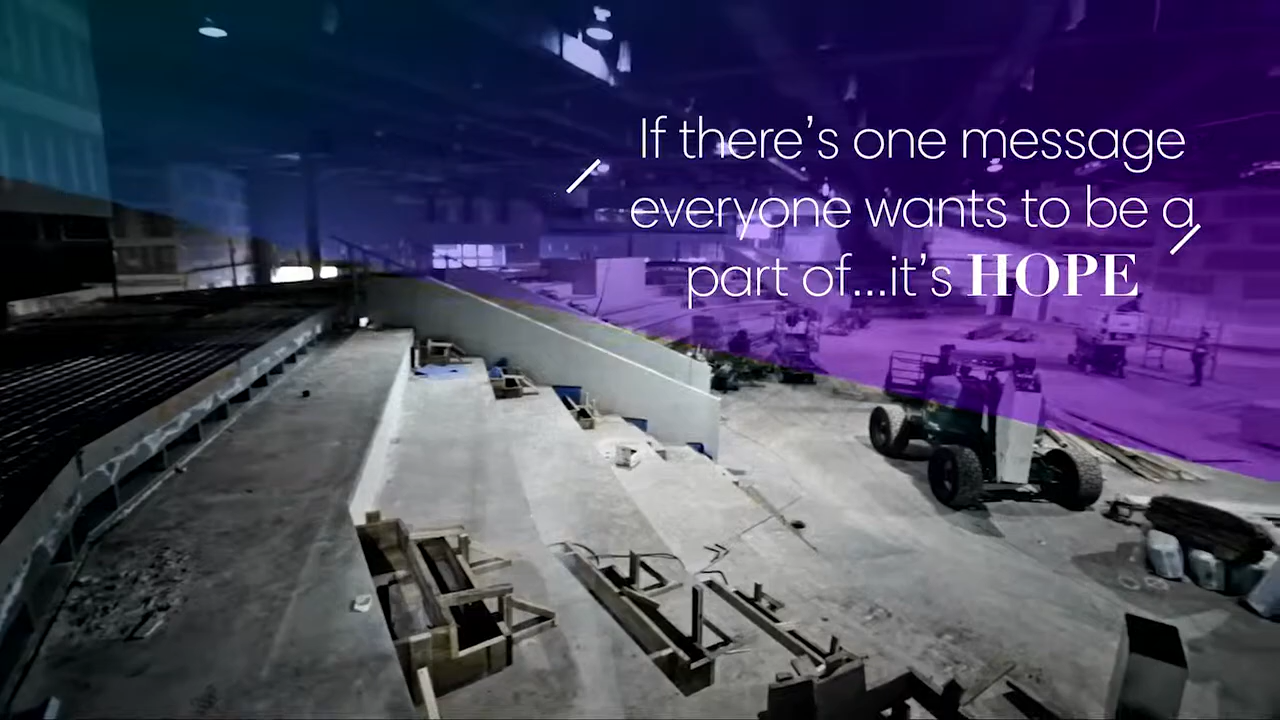 If there's one message
everyone wants to be a
part of...it's HOPE